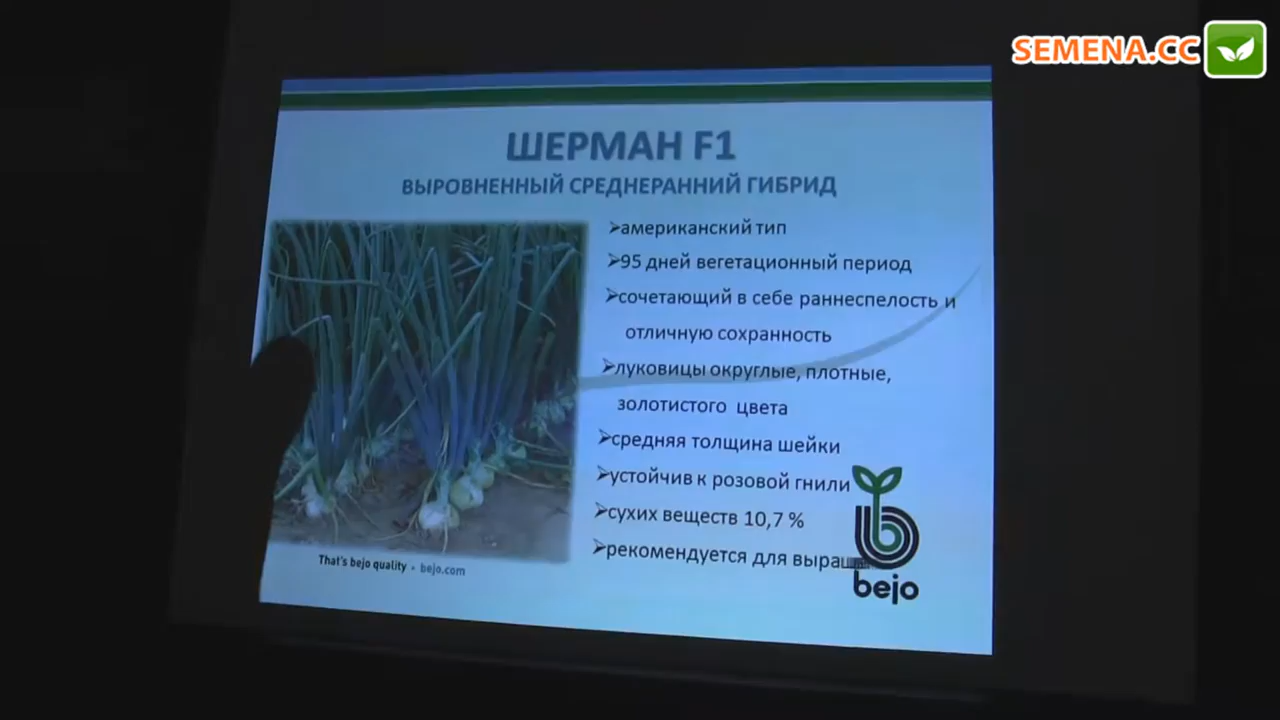 SEMENA.CC
ШЕРМАН F1
ВЫРОВНЕННЫЙ СРЕДНЕРАННИЙ ГИБРИД
➢американский тип
➢95 дней вегетационный период
➢сочетающий в себе раннеспелость и
отличную сохранность
➢луковицы округлые, плотные,
золотистого цвета
➢средняя толщина шейки
➢устойчив к розовой гнили
➢сухих веществ 10,7 %
➢рекомендуется для
That's bejo quality • bejo.com
bejo